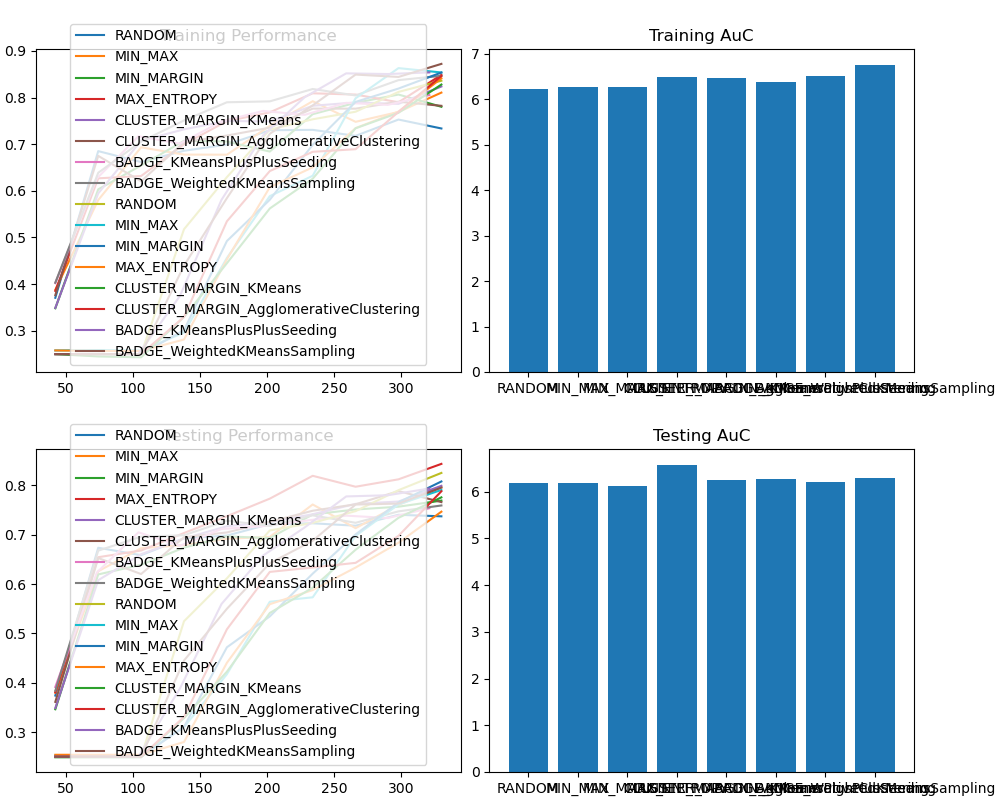 Training Performance
0.9
0.8
0.7
0.6
0.5
0.4
0.3
RANDOM
MIN_MAX
MIN_MARGIN
MAX_ENTROPY
CLUSTER_MARGIN_KMeans
CLUSTER_MARGIN_AgglomerativeClustering
BADGE_KMeansPlusPlusSeeding
BADGE_WeightedKMeansSampling
RANDOM
MIN_MAX
MIN_MARGIN
MAX_ENTROPY
CLUSTER_MARGIN_KMeans
CLUSTER_MARGIN_AgglomerativeClustering
BADGE_KMeansPlusPlusSeeding
BADGE_WeightedKMeansSampling
50 100 150 200 250 300
Training AuC
7
6
5
4
3
2
1
0
RANDOM MIN_MAX
Testing Performance
0.8
0.7
0.6
0.5
0.4
0.3
RANDOM
MIN_MAX
MIN_MARGIN
MAX_ENTROPY
CLUSTER_MARGIN_KMeans
CLUSTER_MARGIN_AgglomerativeClustering
BADGE_KMeansPlusPlusSeeding
BADGE_WeightedKMeansSampling
RANDOM
MIN_MAX
MIN_MARGIN
MAX_ENTROPY
CLUSTER_MARGIN_KMeans
CLUSTER_MARGIN_AgglomerativeClustering
BADGE_KMeansPlusPlusSeeding
BADGE_WeightedKMeansSampling
50 100 150 200 250 300
Testing AuC
6
5
4
3
2
1
0
RANDOM MIN_MAX